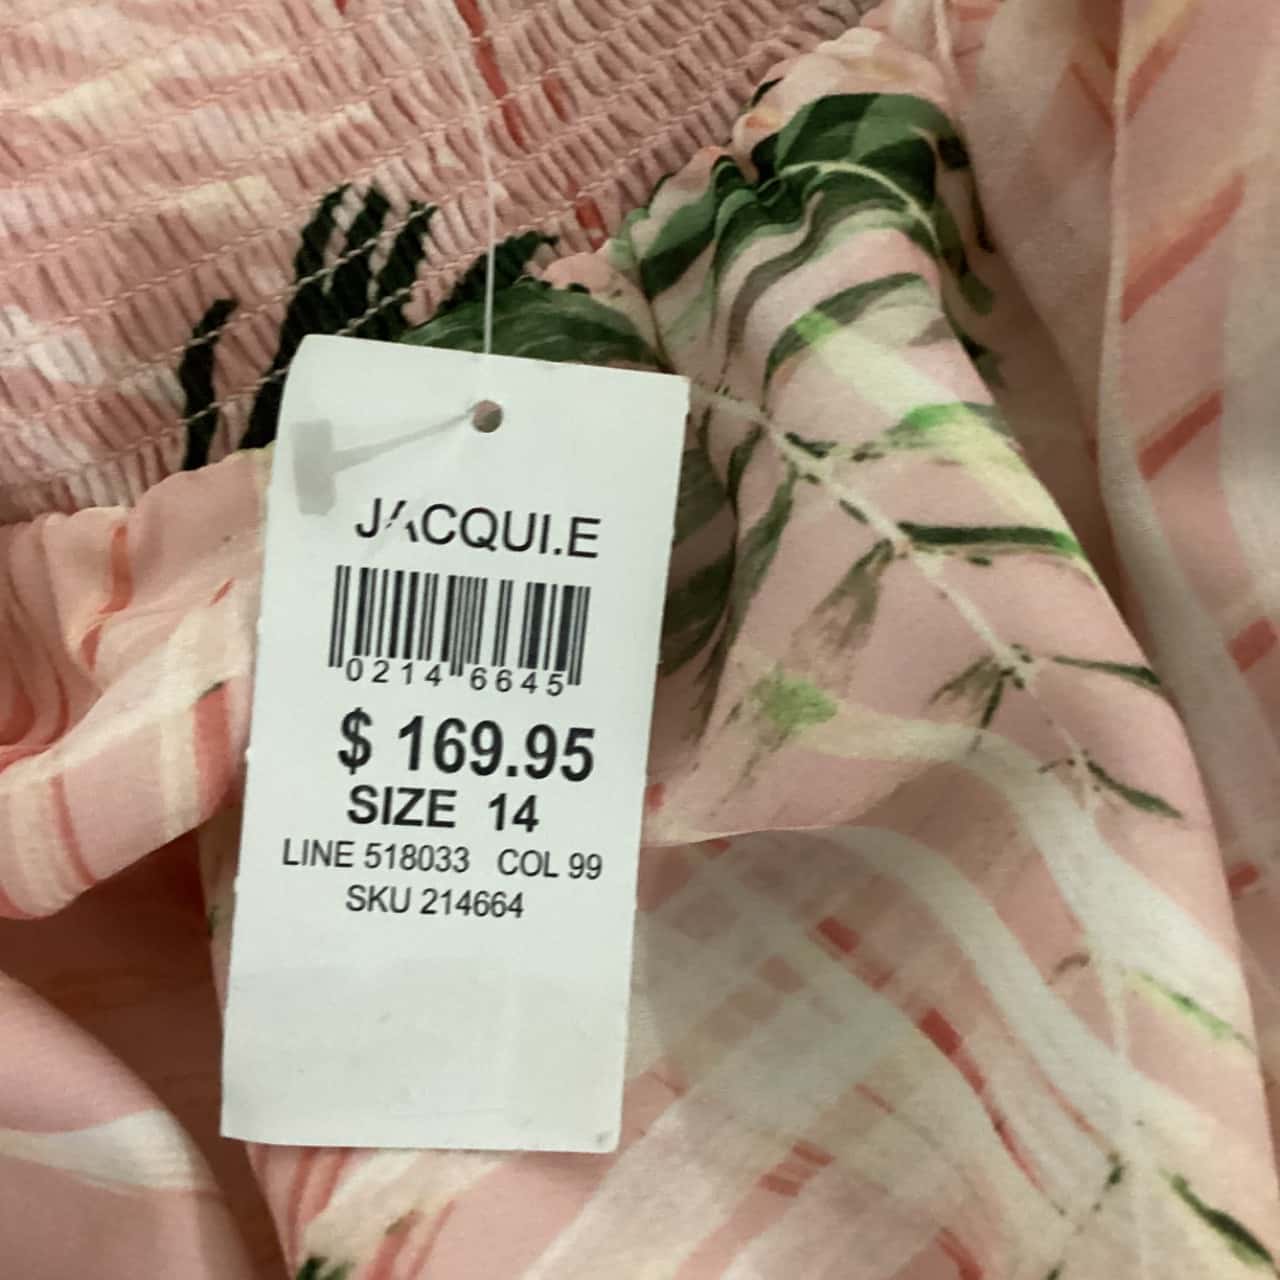 JACQUI.E
0214 6645
$ 169.95
SIZE 14
LINE 518033 COL 99
SKU 214664